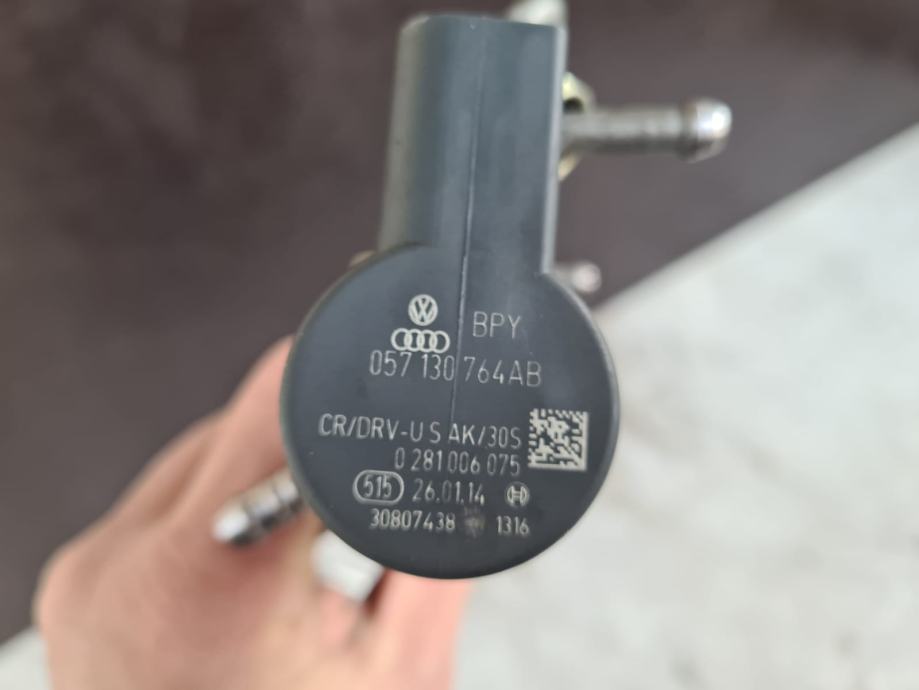 BPY
057 130 764AB
CR/DRV-U S AK/30S
0 281 006 075
515 26.01.14
30807438 1316